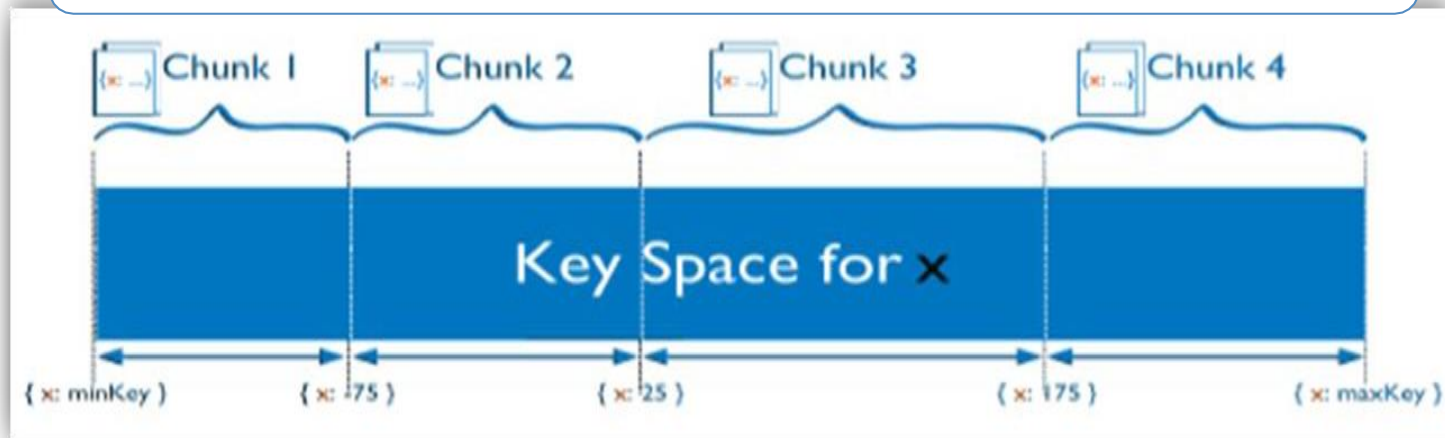 {x: ...} Chunk 1 {x: ...} Chunk 2 {x: ...} Chunk 3 {x: ...} Chunk 4
Key Space for x
{ x: minKey } { x: -75 } { x: 25 } { x: 175 } { x: maxKey }